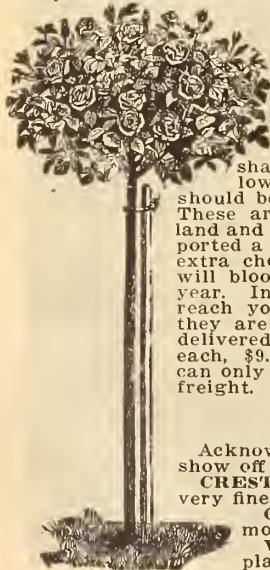 sha
low
should be
These ar
land and
ported a
extra che
will bloo
year. In
reach yo
they are
delivered
each, $9.
can only
freight.
Acknow
show off
CREST
very fine
mo
pla